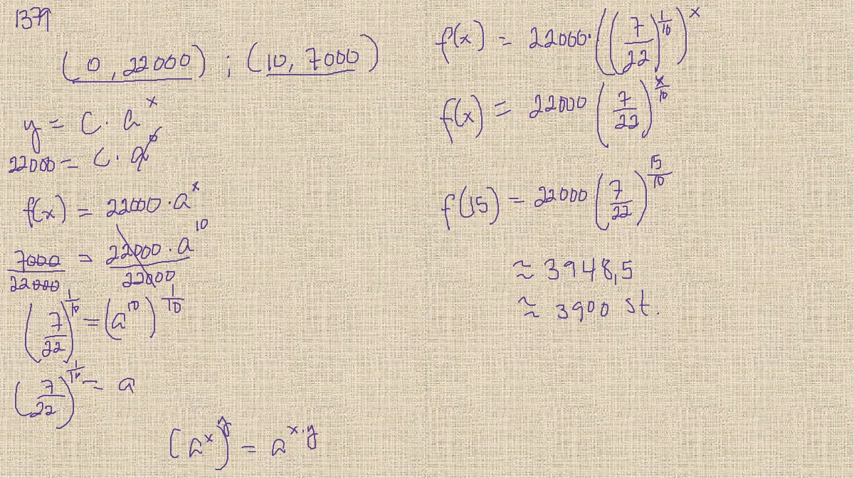 1379
(0, 22000) ; (10, 7000)
y = C · a^x
22000 = C · a^0
f(x) = 22000 · a^x
7000/22000 = 22000 · a^10/22000
(7/22)^(1/10) = (a^10)^(1/10)
(7/22)^(1/10) = a
(a^x)^y = a^(x·y)
f(x) = 22000 · ((7/22)^(1/10))^x
f(x) = 22000 (7/22)^(x/10)
f(15) = 22000 (7/22)^(15/10)
≈ 3948,5
≈ 3900 st.